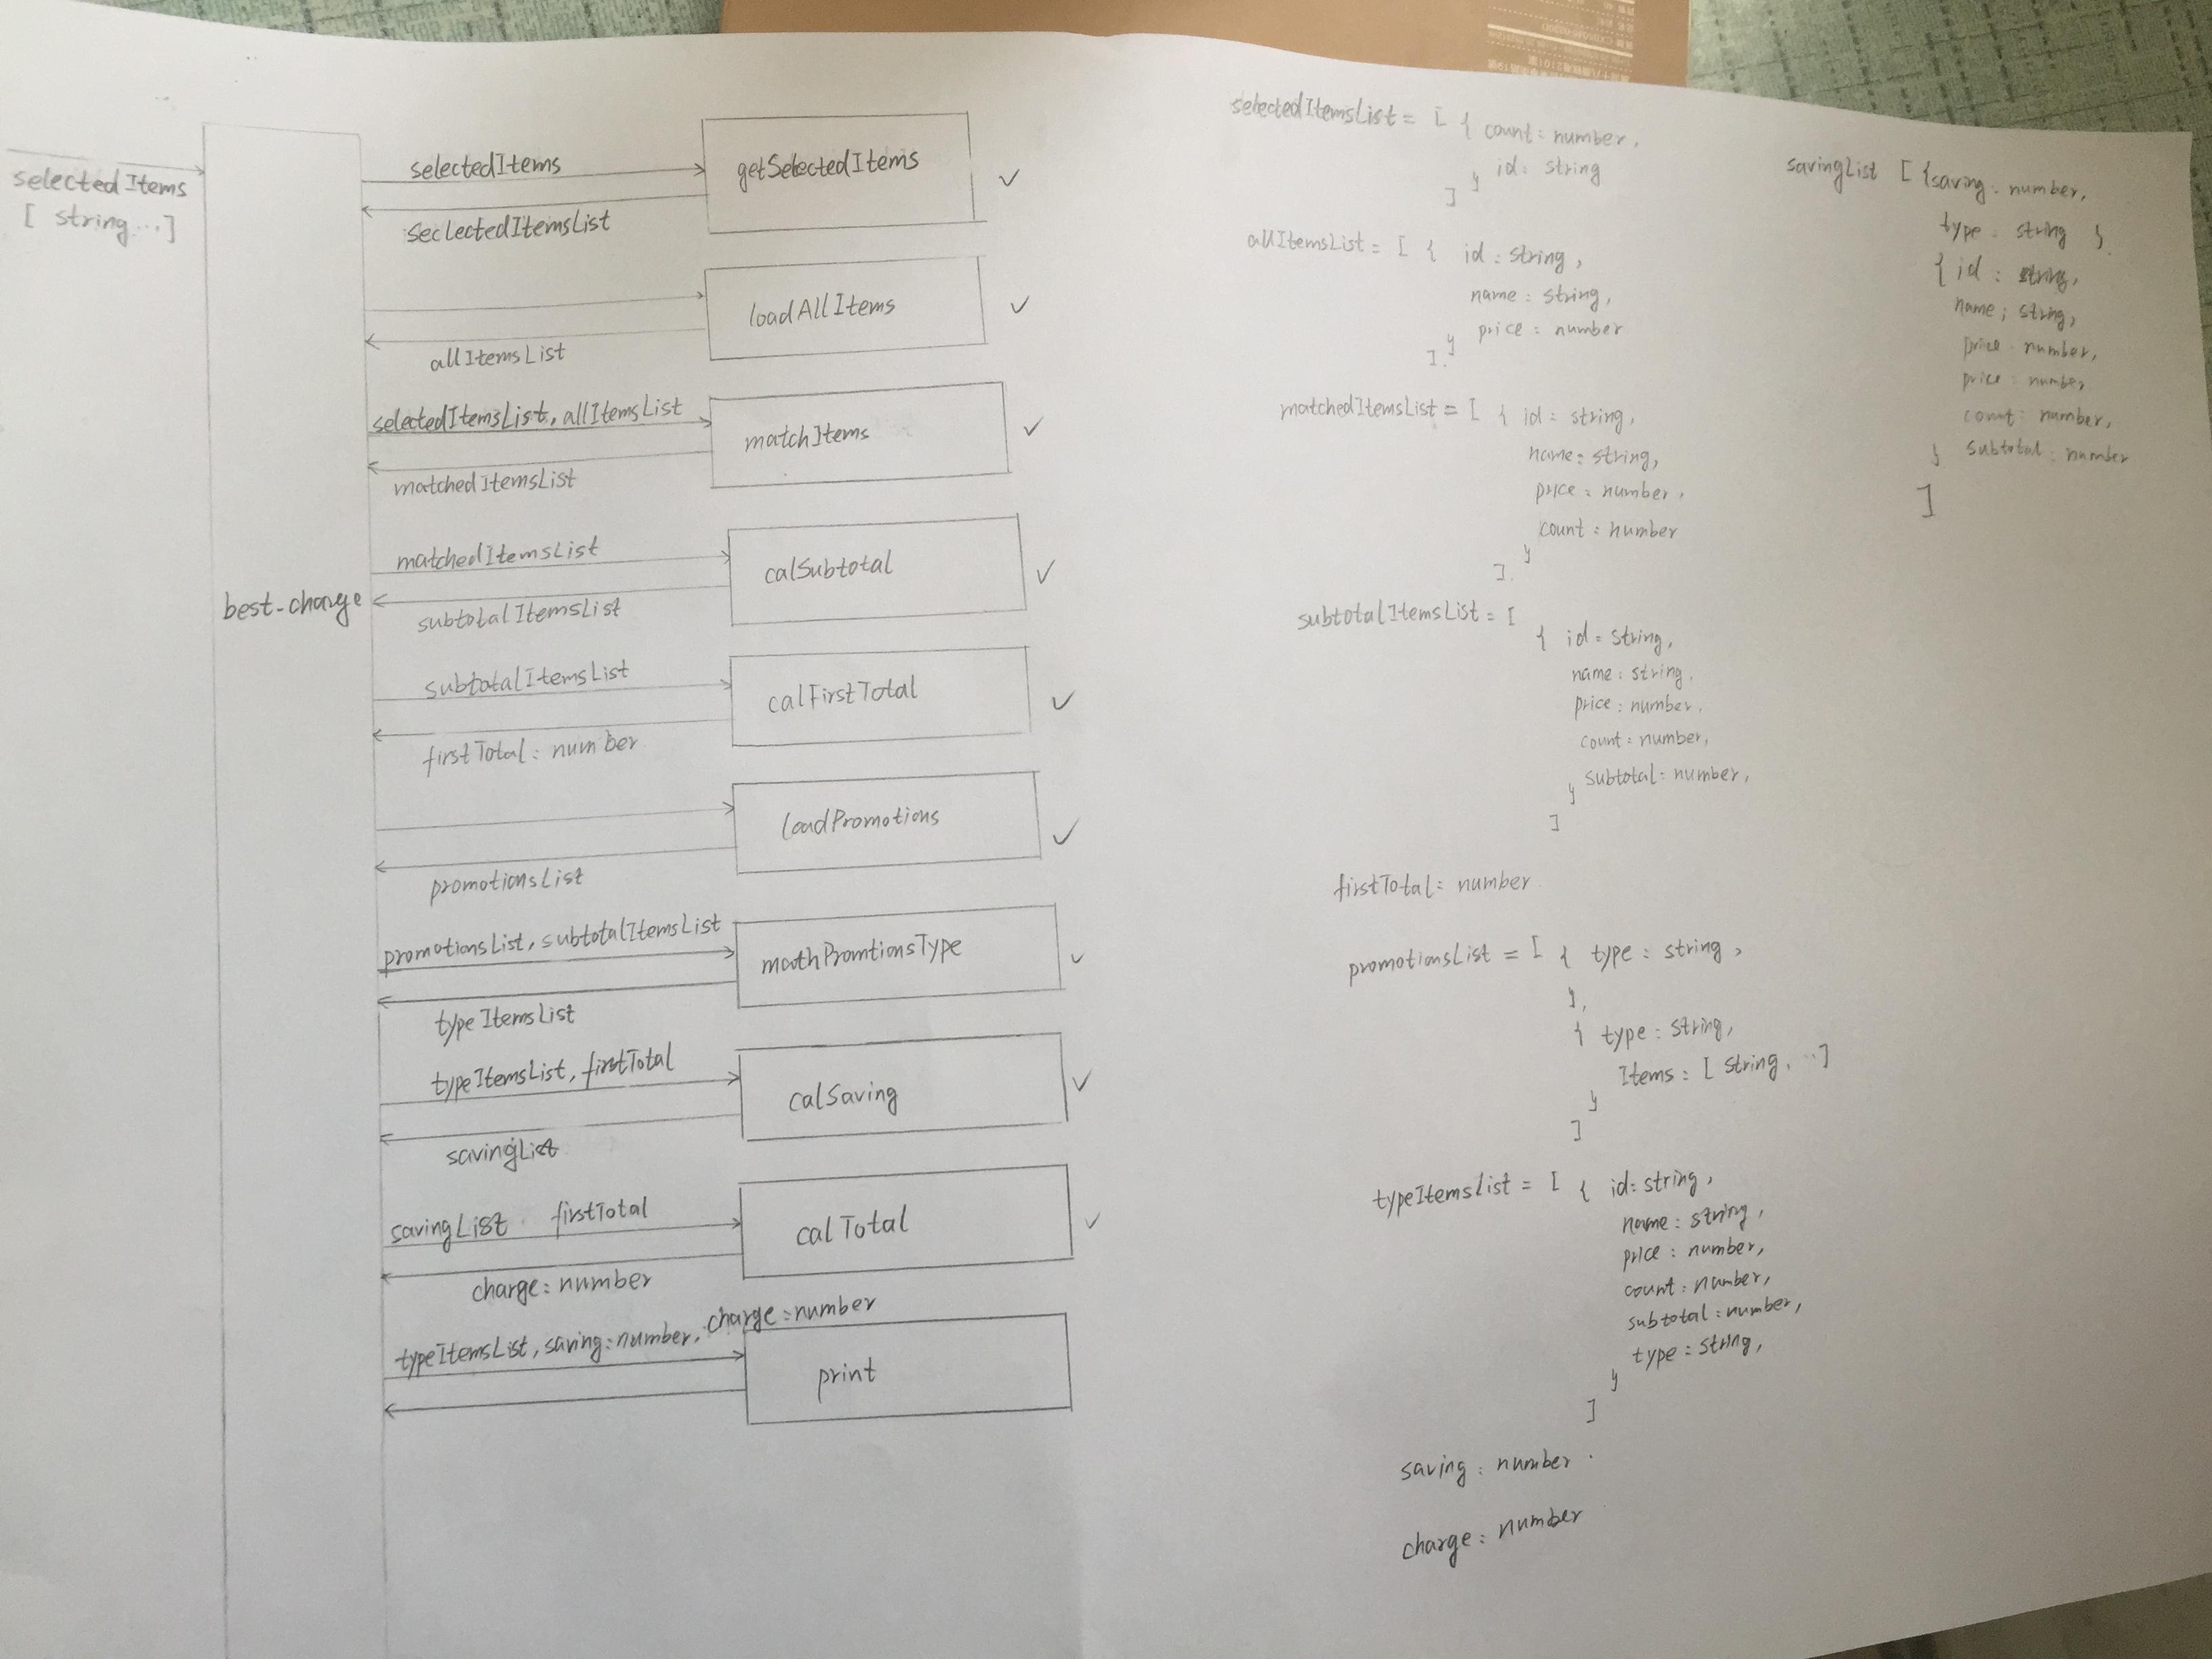 selectedItems
[ string ...]
best-charge
selectedItems
seclectedItemsList
getSelectedItems
allItemsList
loadAllItems
selectedItemsList, allItemsList
matchedItemsList
matchItems
matchedItemsList
subtotalItemsList
calSubtotal
subtotalItemsList
firstTotal : number
calFirstTotal
promotionsList
loadPromotions
promotionsList, subtotalItemsList
typeItemsList
mathPromtionsType
typeItemsList, firstTotal
savingList
calSaving
savingList . firstTotal
charge : number
calTotal
typeItemsList, saving : number, charge : number
print
selectedItemsList = [ { count : number,
id : string
}
]
allItemsList = [ { id : string,
name : string,
price : number
}
].
matchedItemsList = [ { id : string,
name : string,
price : number,
count : number
}
].
subtotalItemsList = [
{ id = string,
name : string,
price : number,
count : number,
subtotal : number,
}
]
firstTotal : number
promotionsList = [ { type : string,
},
{ type : string,
Items : [ string, ...]
}
]
typeItemsList = [ { id : string,
name : string,
price : number,
count : number,
subtotal : number,
type : string,
}
]
saving : number .
charge : number
savingList [ { saving : number,
type : string }
{ id : string,
name ; string,
price : number,
price : number
count : number,
subtotal : number
}
]